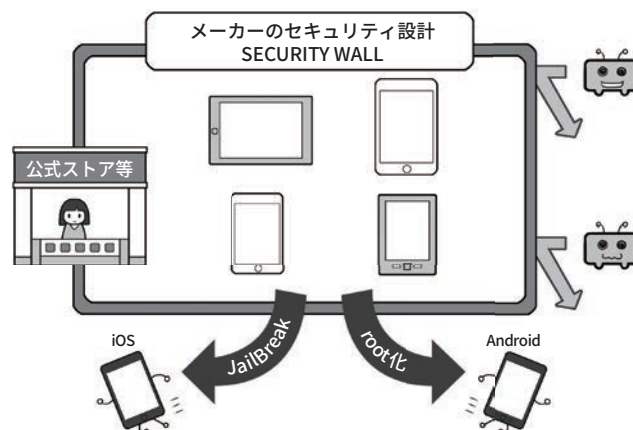 メーカーのセキュリティ設計
SECURITY WALL
公式ストア等
iOS
JailBreak
root化
Android